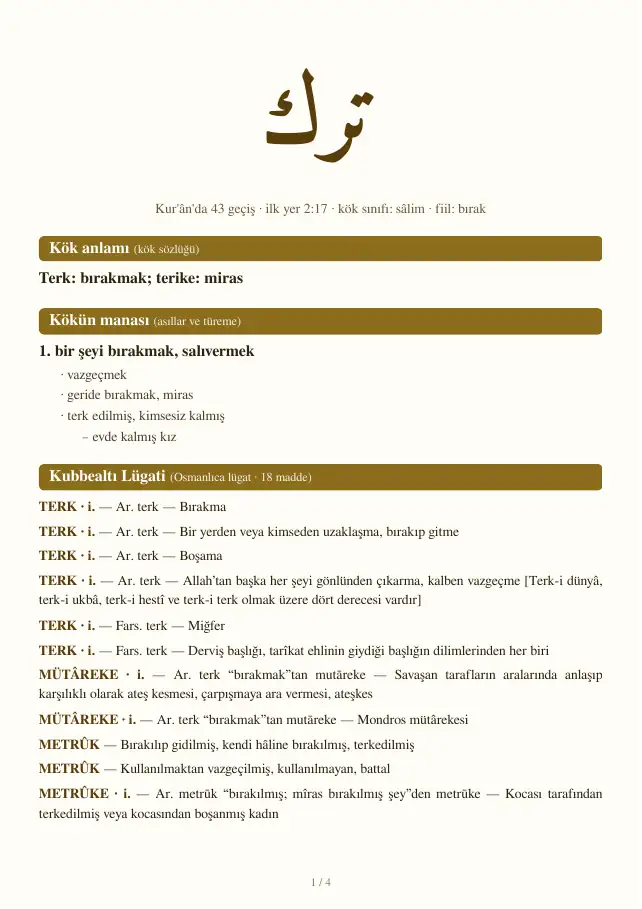 ترك
Kur'ân'da 43 geçiş · ilk yer 2:17 · kök sınıfı: sâlim · fiil: bırak
Kök anlamı (kök sözlüğü)
Terk: bırakmak; terike: miras
Kökün manası (asıllar ve türeme)
1. bir şeyi bırakmak, salıvermek
· vazgeçmek
· geride bırakmak, miras
· terk edilmiş, kimsesiz kalmış
– evde kalmış kız
Kubbealtı Lügati (Osmanlıca lügat · 18 madde)
TERK · i. — Ar. terk — Bırakma
TERK · i. — Ar. terk — Bir yerden veya kimseden uzaklaşma, bırakıp gitme
TERK · i. — Ar. terk — Boşama
TERK · i. — Ar. terk — Allah’tan başka her şeyi gönlünden çıkarma, kalben vazgeçme [Terk-i dünyâ,
terk-i ukbâ, terk-i hestî ve terk-i terk olmak üzere dört derecesi vardır]
TERK · i. — Fars. terk — Miğfer
TERK · i. — Fars. terk — Derviş başlığı, tarîkat ehlinin giydiği başlığın dilimlerinden her biri
MÜTÂREKE · i. — Ar. terk “bırakmak”tan mutāreke — Savaşan tarafların aralarında anlaşıp
karşılıklı olarak ateş kesmesi, çarpışmaya ara vermesi, ateşkes
MÜTÂREKE · i. — Ar. terk “bırakmak”tan mutāreke — Mondros mütârekesi
METRÛK — Bırakılıp gidilmiş, kendi hâline bırakılmış, terkedilmiş
METRÛK — Kullanılmaktan vazgeçilmiş, kullanılmayan, battal
METRÛKE · i. — Ar. metrūk “bırakılmış; mîras bırakılmış şey”den metrūke — Kocası tarafından
terkedilmiş veya kocasından boşanmış kadın
1 / 4